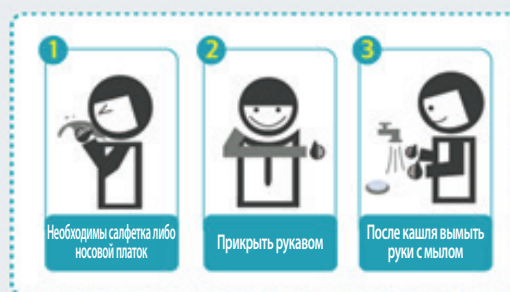 1
Необходимы салфетка либо
носовой платок
2
Прикрыть рукавом
3
После кашля вымыть
руки с мылом